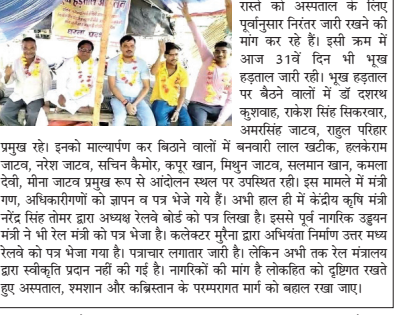 रास्ते को अस्पताल के लिए
पूर्वानुसार निरंतर जारी रखने की
मांग कर रहे हैं। इसी क्रम में
आज 31वें दिन भी भूख
हड़ताल जारी रही। भूख हड़ताल
पर बैठने वालों में डॉ दशरथ
कुशवाह, राकेश सिंह सिकरवार,
अमरसिंह जाटव, राहुल परिहार
प्रमुख रहे। इनको माल्यार्पण कर बिठाने वालों में बनवारी लाल खटीक, हलकेराम
जाटव, नरेश जाटव, सचिन कैमोर, कपूर खान, मिथुन जाटव, सलमान खान, कमला
देवी, मीना जाटव प्रमुख रूप से आंदोलन स्थल पर उपस्थित रही। इस मामले में मंत्री
गण, अधिकारीगणों को ज्ञापन व पत्र भेजे गये हैं। अभी हाल ही में केंद्रीय कृषि मंत्री
नरेंद्र सिंह तोमर द्वारा अध्यक्ष रेलवे बोर्ड को पत्र लिखा है। इससे पूर्व नागरिक उड्डयन
मंत्री ने भी रेल मंत्री को पत्र भेजा है। कलेक्टर मुरैना द्वारा अभियंता निर्माण उत्तर मध्य
रेलवे को पत्र भेजा गया है। पत्राचार लगातार जारी है। लेकिन अभी तक रेल मंत्रालय
द्वारा स्वीकृति प्रदान नहीं की गई है। नागरिकों की मांग है लोकहित को दृष्टिगत रखते
हुए अस्पताल, श्मशान और कब्रिस्तान के परम्परागत मार्ग को बहाल रखा जाए।